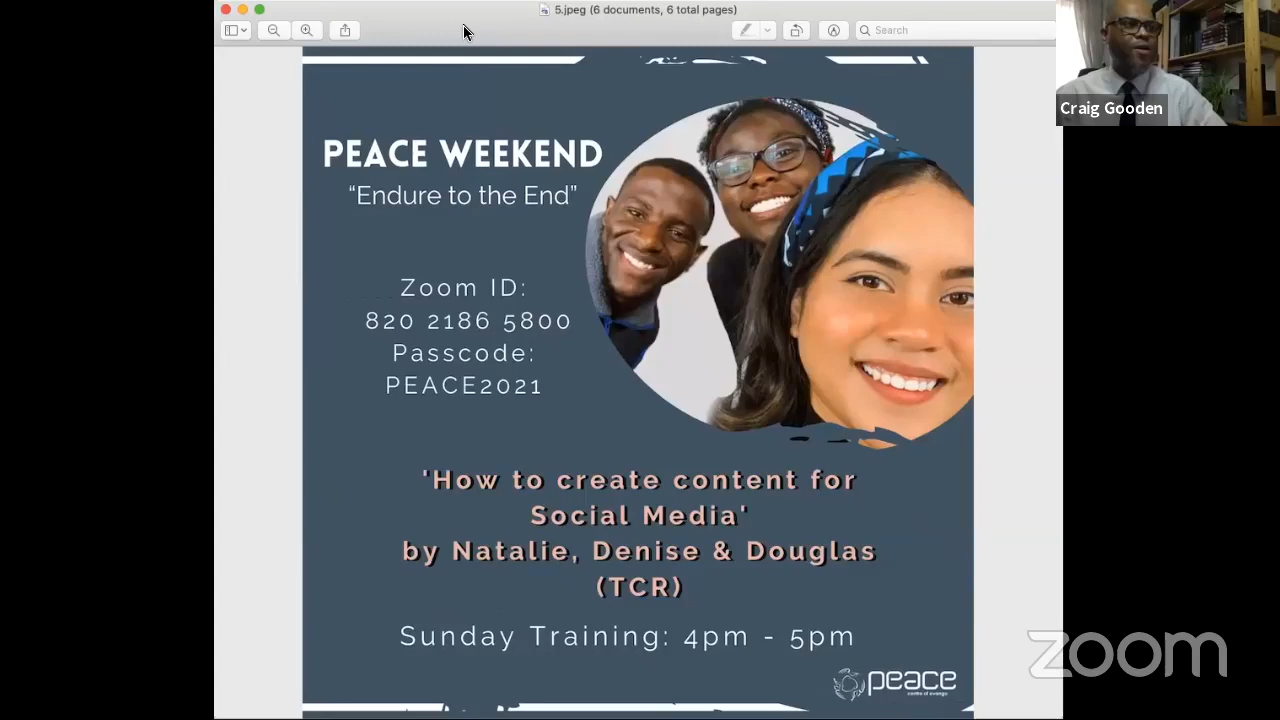 5.jpeg (6 documents, 6 total pages)
Search
Craig Gooden
PEACE WEEKEND
“Endure to the End”
Zoom ID:
820 2186 5800
Passcode:
PEACE2021
'How to create content for
Social Media'
by Natalie, Denise & Douglas
(TCR)
Sunday Training: 4pm - 5pm
peace
zoom